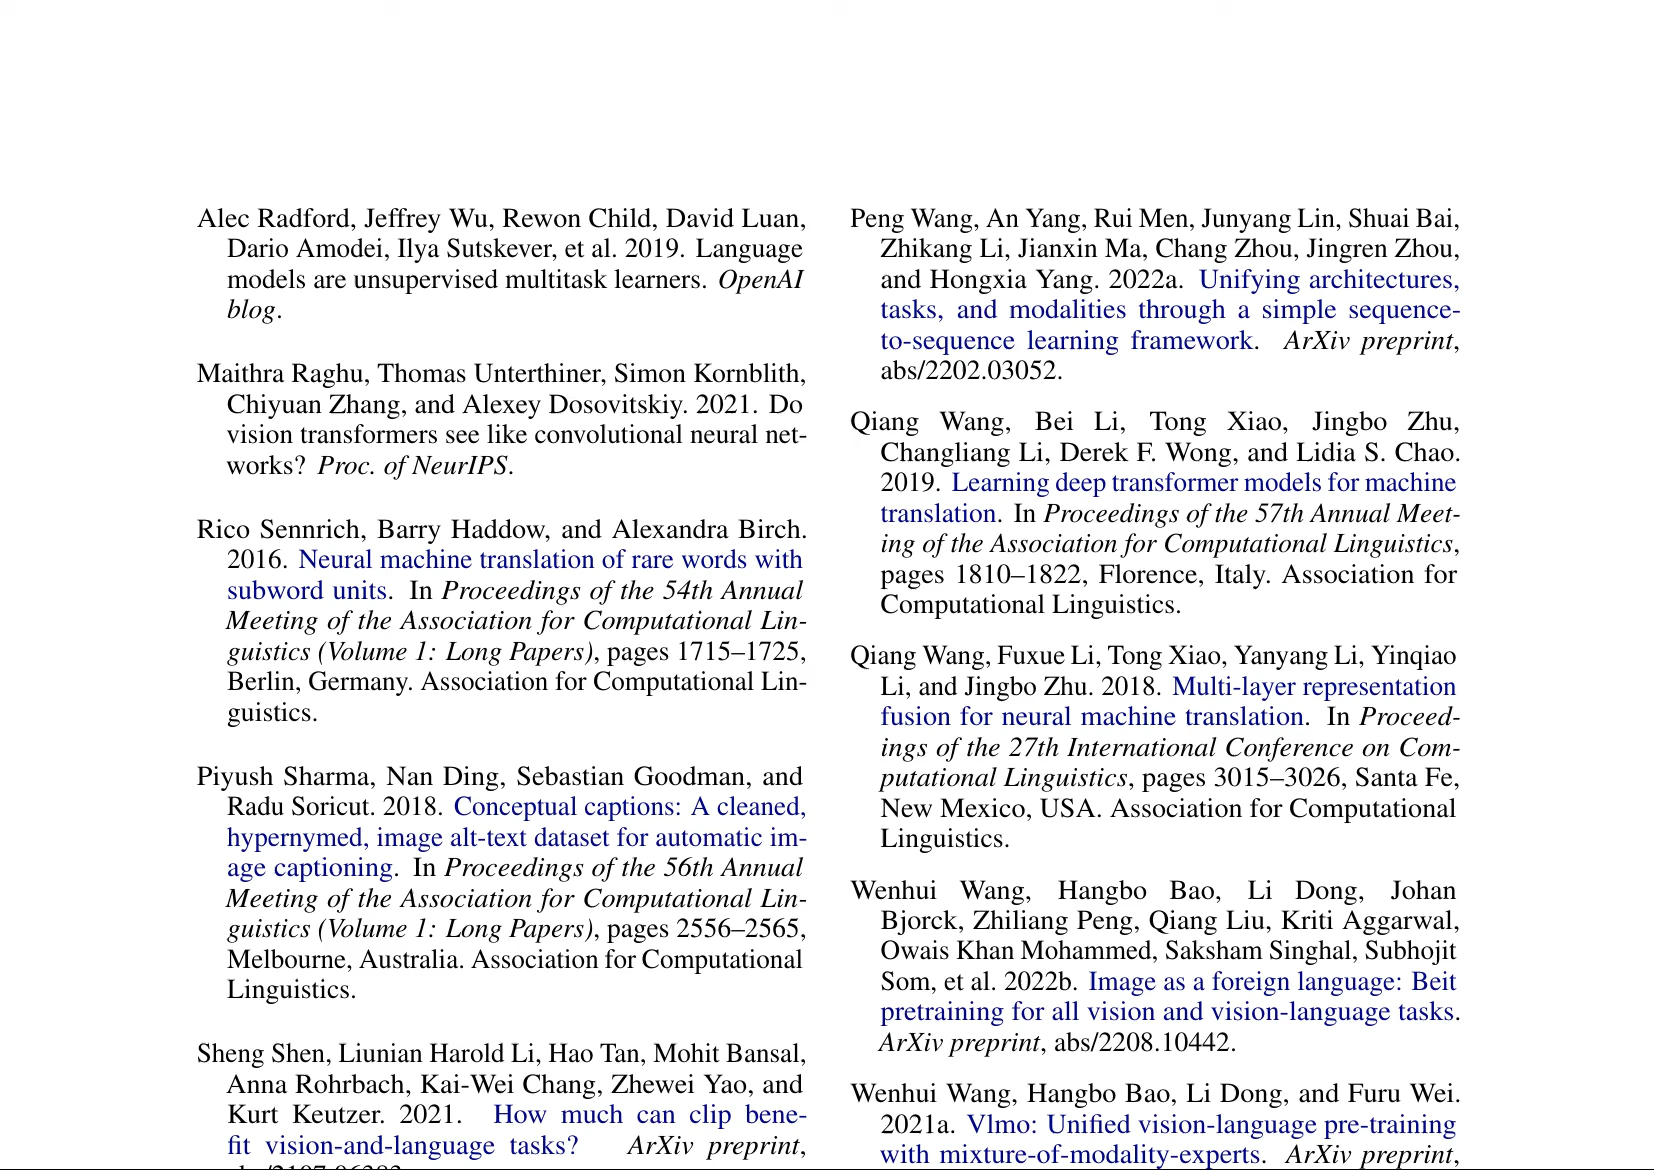 Alec Radford, Jeffrey Wu, Rewon Child, David Luan,
Dario Amodei, Ilya Sutskever, et al. 2019. Language
models are unsupervised multitask learners. OpenAI
blog.
Maithra Raghu, Thomas Unterthiner, Simon Kornblith,
Chiyuan Zhang, and Alexey Dosovitskiy. 2021. Do
vision transformers see like convolutional neural net-
works? Proc. of NeurIPS.
Rico Sennrich, Barry Haddow, and Alexandra Birch.
2016. Neural machine translation of rare words with
subword units. In Proceedings of the 54th Annual
Meeting of the Association for Computational Lin-
guistics (Volume 1: Long Papers), pages 1715–1725,
Berlin, Germany. Association for Computational Lin-
guistics.
Piyush Sharma, Nan Ding, Sebastian Goodman, and
Radu Soricut. 2018. Conceptual captions: A cleaned,
hypernymed, image alt-text dataset for automatic im-
age captioning. In Proceedings of the 56th Annual
Meeting of the Association for Computational Lin-
guistics (Volume 1: Long Papers), pages 2556–2565,
Melbourne, Australia. Association for Computational
Linguistics.
Sheng Shen, Liunian Harold Li, Hao Tan, Mohit Bansal,
Anna Rohrbach, Kai-Wei Chang, Zhewei Yao, and
Kurt Keutzer. 2021. How much can clip bene-
fit vision-and-language tasks? ArXiv preprint,
Peng Wang, An Yang, Rui Men, Junyang Lin, Shuai Bai,
Zhikang Li, Jianxin Ma, Chang Zhou, Jingren Zhou,
and Hongxia Yang. 2022a. Unifying architectures,
tasks, and modalities through a simple sequence-
to-sequence learning framework. ArXiv preprint,
abs/2202.03052.
Qiang Wang, Bei Li, Tong Xiao, Jingbo Zhu,
Changliang Li, Derek F. Wong, and Lidia S. Chao.
2019. Learning deep transformer models for machine
translation. In Proceedings of the 57th Annual Meet-
ing of the Association for Computational Linguistics,
pages 1810–1822, Florence, Italy. Association for
Computational Linguistics.
Qiang Wang, Fuxue Li, Tong Xiao, Yanyang Li, Yinqiao
Li, and Jingbo Zhu. 2018. Multi-layer representation
fusion for neural machine translation. In Proceed-
ings of the 27th International Conference on Com-
putational Linguistics, pages 3015–3026, Santa Fe,
New Mexico, USA. Association for Computational
Linguistics.
Wenhui Wang, Hangbo Bao, Li Dong, Johan
Bjorck, Zhiliang Peng, Qiang Liu, Kriti Aggarwal,
Owais Khan Mohammed, Saksham Singhal, Subhojit
Som, et al. 2022b. Image as a foreign language: Beit
pretraining for all vision and vision-language tasks.
ArXiv preprint, abs/2208.10442.
Wenhui Wang, Hangbo Bao, Li Dong, and Furu Wei.
2021a. Vlmo: Unified vision-language pre-training
with mixture-of-modality-experts. ArXiv preprint,